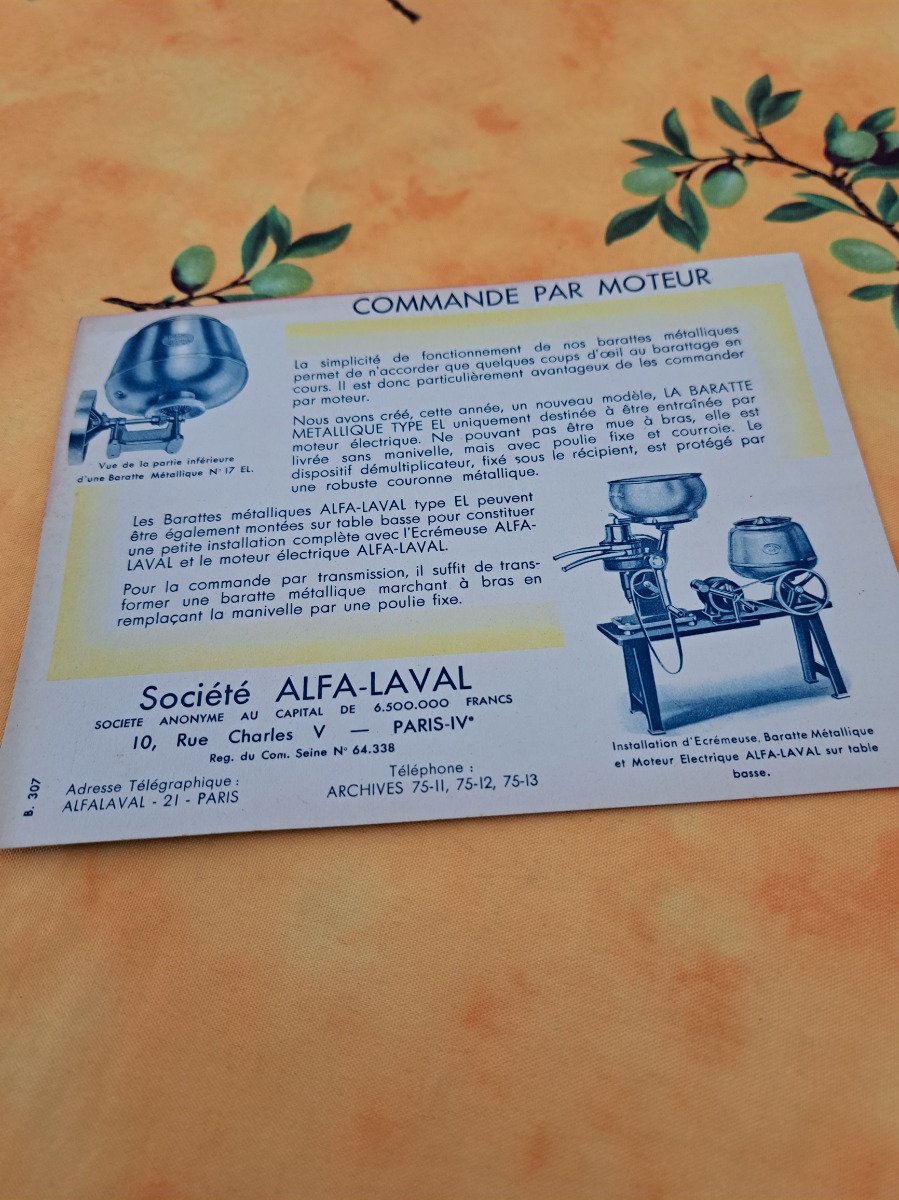 COMMANDE PAR MOTEUR
La simplicité de fonctionnement de nos barattes métalliques
permet de n'accorder que quelques coups d'œil au barattage en
cours. Il est donc particulièrement avantageux de les commander
par moteur.
Nous avons créé, cette année, un nouveau modèle, LA BARATTE
METALLIQUE TYPE EL uniquement destinée à être entraînée par
moteur électrique. Ne pouvant pas être mue à bras, elle est
livrée sans manivelle, mais avec poulie fixe et courroie. Le
dispositif démultiplicateur, fixé sous le récipient, est protégé par
une robuste couronne métallique.
Vue de la partie inférieure
d'une Baratte Métallique N° 17 EL.
Les Barattes métalliques ALFA-LAVAL type EL peuvent
être également montées sur table basse pour constituer
une petite installation complète avec l'Ecrémeuse ALFA-
LAVAL et le moteur électrique ALFA-LAVAL.
Pour la commande par transmission, il suffit de trans-
former une baratte métallique marchant à bras en
remplaçant la manivelle par une poulie fixe.
Installation d'Ecrémeuse, Baratte Métallique
et Moteur Electrique ALFA-LAVAL sur table
basse.
Société ALFA-LAVAL
SOCIETE ANONYME AU CAPITAL DE 6.500.000 FRANCS
10, Rue Charles V — PARIS-IVe
Reg. du Com. Seine N° 64.338
Adresse Télégraphique :
ALFALAVAL - 21 - PARIS
Téléphone :
ARCHIVES 75-11, 75-12, 75-13
B. 307